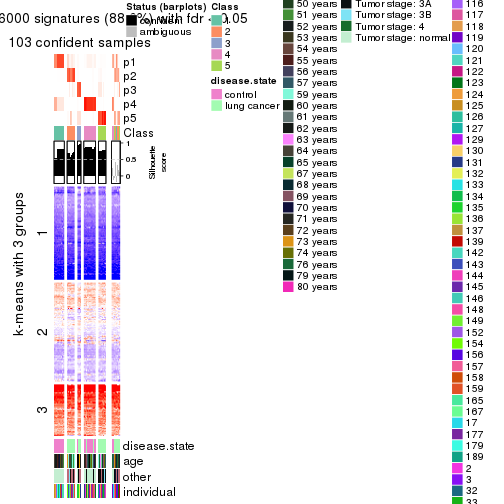 6000 signatures (88.
with fdr
0.05
103 confident samples
p1
p2
p3
p4
p5
Class
1
0.5
0
Silhouette
score
k-means with 3 groups
1
2
3
disease.state
age
other
individual
Status (barplots)
confident
ambiguous
Class
1
2
3
4
5
disease.state
control
lung cancer
50 years
51 years
52 years
53 years
54 years
55 years
56 years
57 years
59 years
60 years
61 years
62 years
63 years
64 years
65 years
67 years
68 years
69 years
70 years
71 years
72 years
73 years
74 years
76 years
79 years
80 years
Tumor stage: 3A
Tumor stage: 3B
Tumor stage: 4
Tumor stage: normal
116
117
118
119
120
121
122
123
124
125
126
127
129
130
131
132
133
134
135
136
137
139
142
143
144
145
146
148
149
152
154
156
157
158
159
165
167
17
177
179
189
2
3
32
33